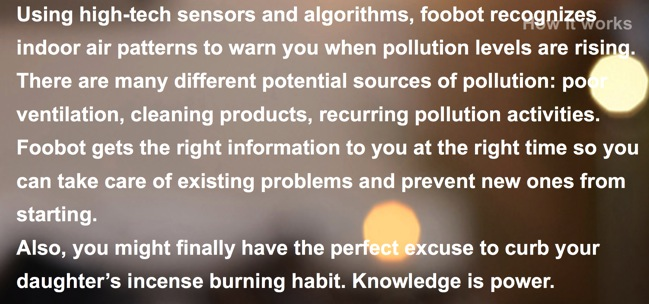 How it works
Using high-tech sensors and algorithms, foobot recognizes
indoor air patterns to warn you when pollution levels are rising.
There are many different potential sources of pollution: poor
ventilation, cleaning products, recurring pollution activities.
Foobot gets the right information to you at the right time so you
can take care of existing problems and prevent new ones from
starting.
Also, you might finally have the perfect excuse to curb your
daughter’s incense burning habit. Knowledge is power.